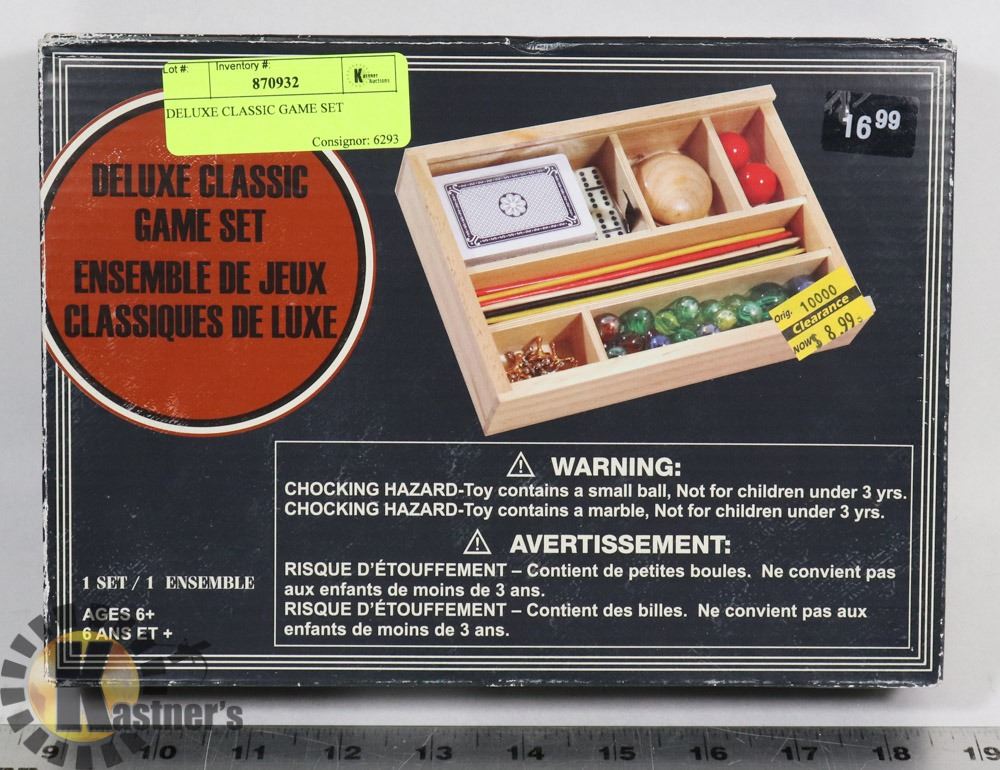 Lot #:
Inventory #:
870932
Kastner
Auctions
DELUXE CLASSIC GAME SET
Consignor: 6293
16 99
DELUXE CLASSIC
GAME SET
ENSEMBLE DE JEUX
CLASSIQUES DE LUXE
Orig. 10000
Clearance
NOW $ 8.99
WARNING:
CHOCKING HAZARD-Toy contains a small ball, Not for children under 3 yrs.
CHOCKING HAZARD-Toy contains a marble, Not for children under 3 yrs.
AVERTISSEMENT:
RISQUE D'ÉTOUFFEMENT – Contient de petites boules. Ne convient pas
aux enfants de moins de 3 ans.
RISQUE D'ÉTOUFFEMENT – Contient des billes. Ne convient pas aux
enfants de moins de 3 ans.
1 SET / 1 ENSEMBLE
AGES 6+
6 ANS ET +
Kastner's
9 10 11 12 13 14 15 16 17 18 19